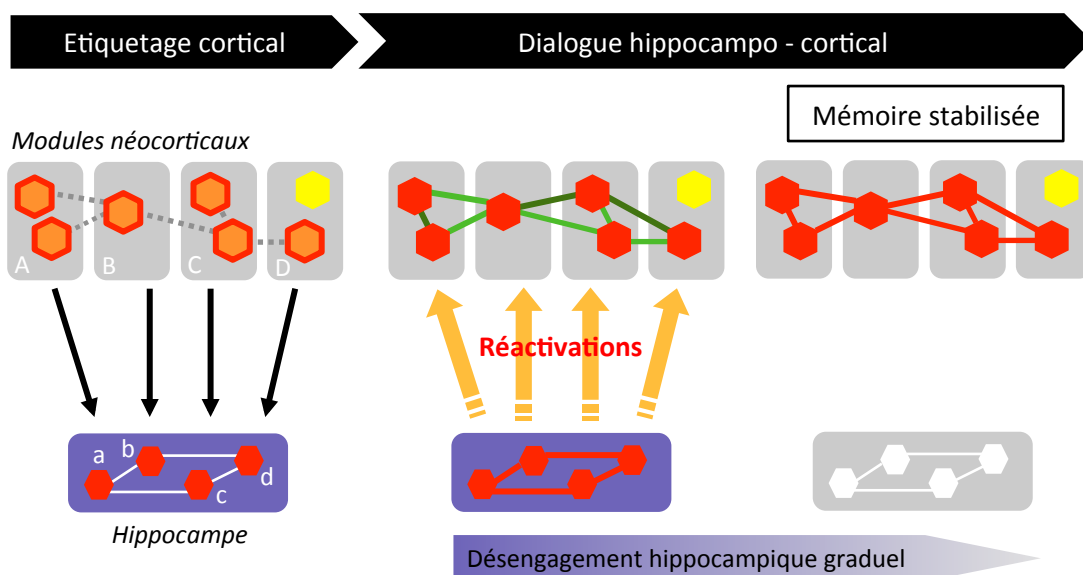 Etiquetage cortical
Dialogue hippocampo - cortical
Mémoire stabilisée
Modules néocorticaux
A
B
C
D
Réactivations
a
b
c
d
Hippocampe
Désengagement hippocampique graduel